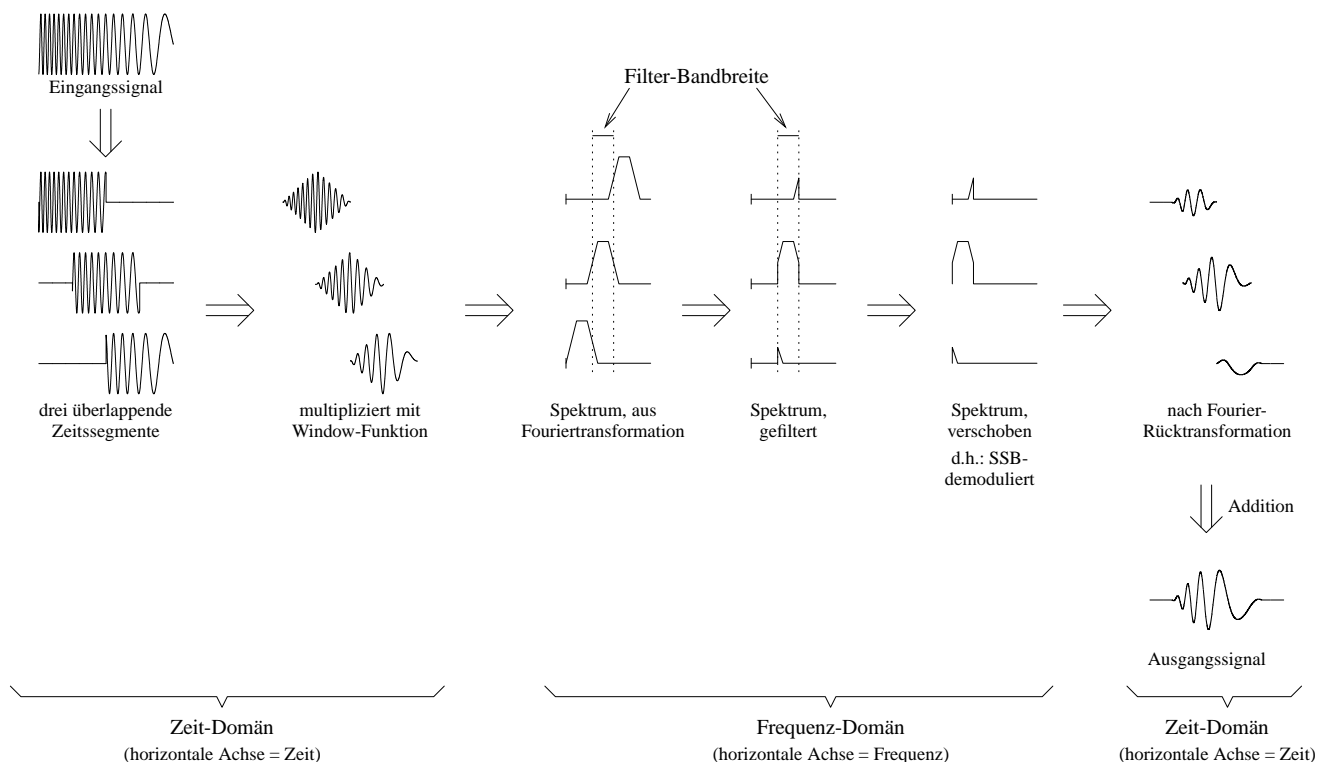 Eingangssignal
Filter-Bandbreite
drei überlappende
Zeitssegmente
multipliziert mit
Window-Funktion
Spektrum, aus
Fouriertransformation
Spektrum,
gefiltert
Spektrum,
verschoben
d.h.: SSB-
demoduliert
nach Fourier-
Rücktransformation
Addition
Ausgangssignal
Zeit-Domän
(horizontale Achse = Zeit)
Frequenz-Domän
(horizontale Achse = Frequenz)
Zeit-Domän
(horizontale Achse = Zeit)